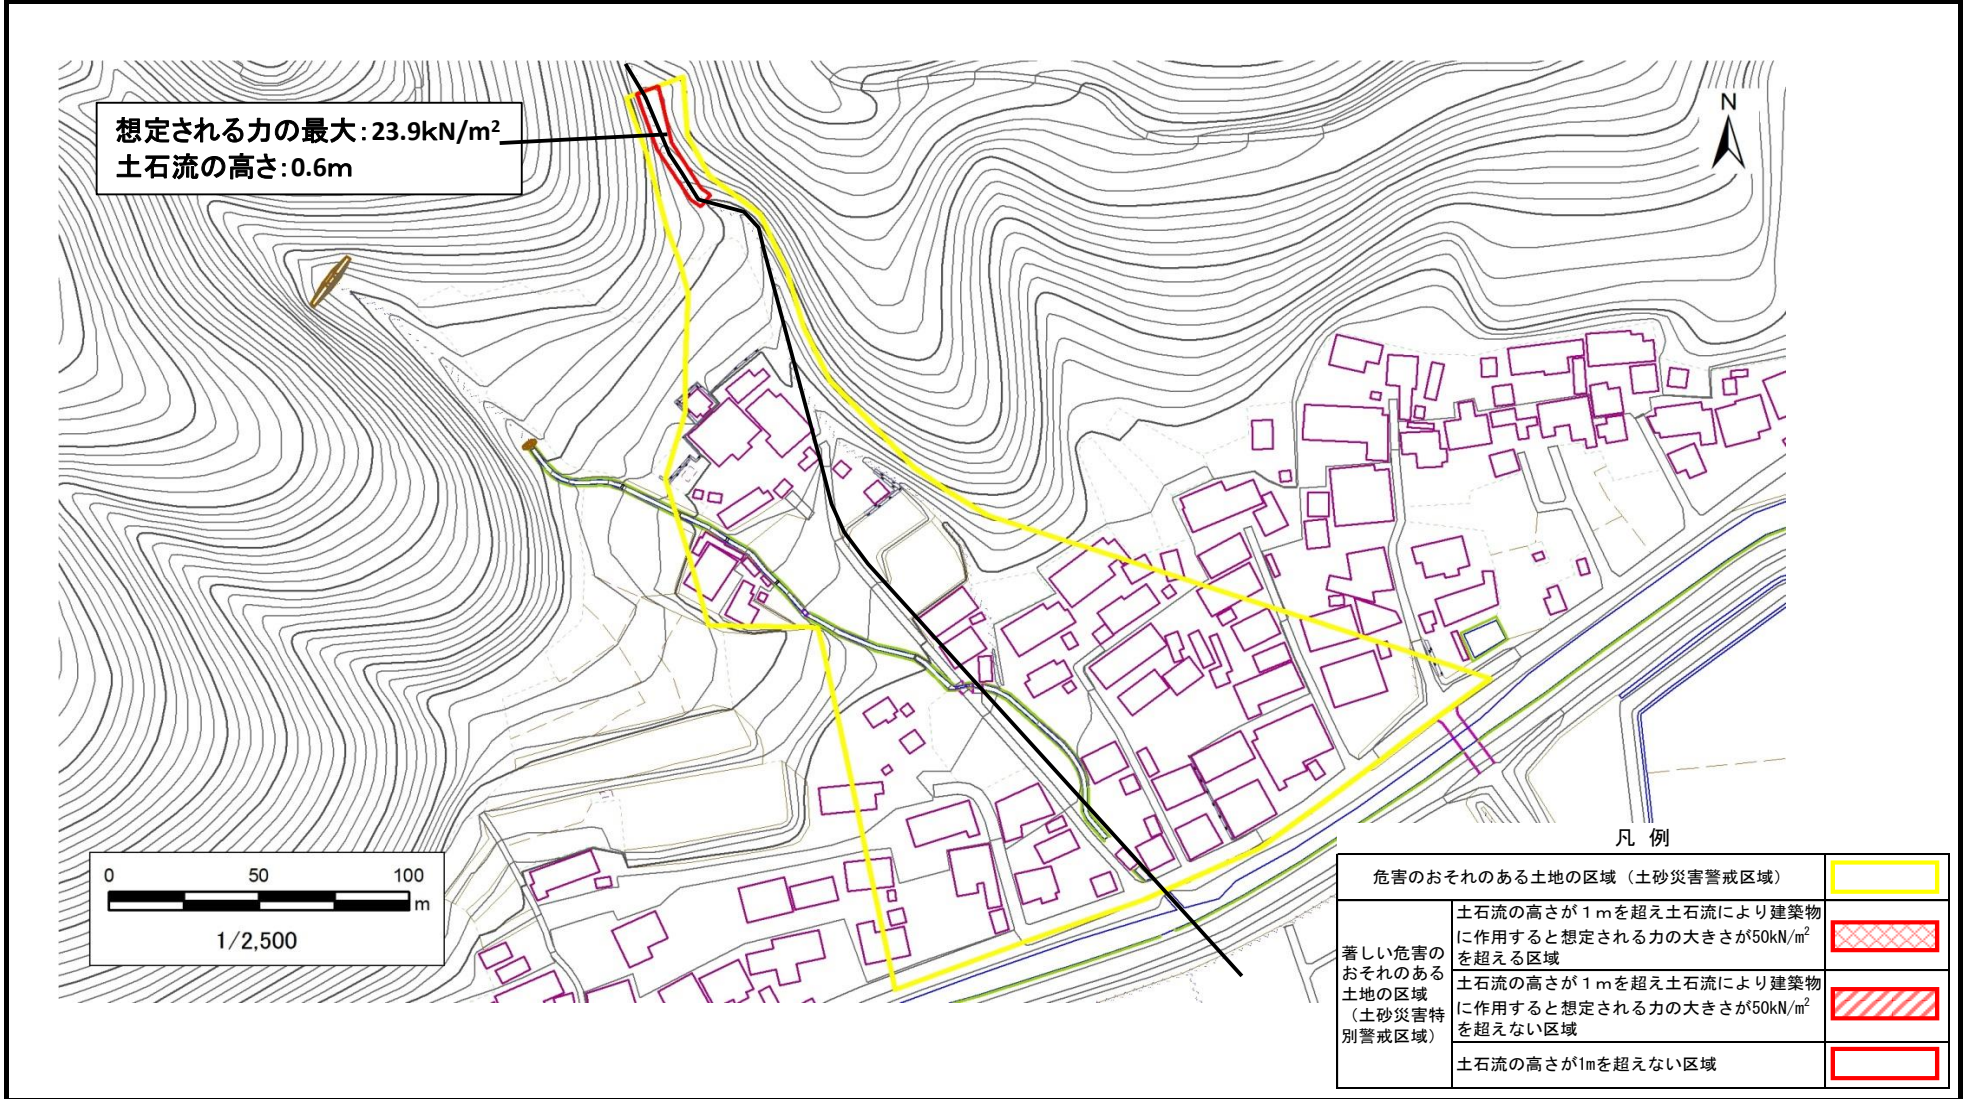 想定される力の最大:23.9kN/m²
土石流の高さ:0.6m
N
0 50 100
m
1/2,500
凡 例
危害のおそれのある土地の区域（土砂災害警戒区域）
著しい危害の
おそれのある
土地の区域
（土砂災害特
別警戒区域）
土石流の高さが１ｍを超え土石流により建築物
に作用すると想定される力の大きさが50kN/㎡
を超える区域
土石流の高さが１ｍを超え土石流により建築物
に作用すると想定される力の大きさが50kN/㎡
を超えない区域
土石流の高さが1mを超えない区域